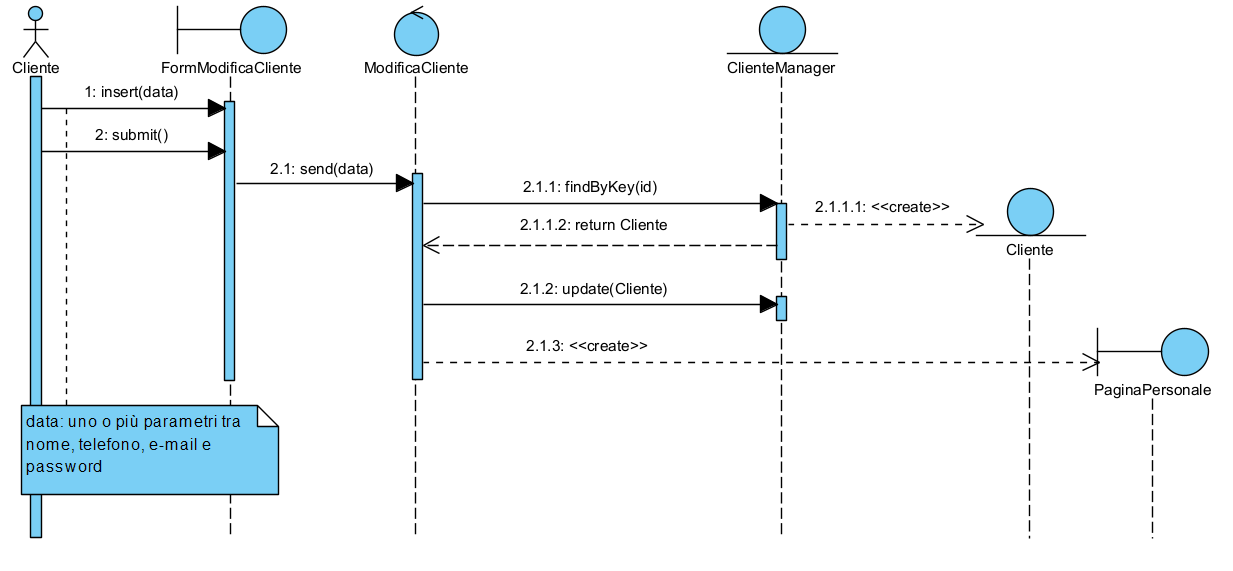 Cliente
FormModificaCliente
ModificaCliente
ClienteManager
1: insert(data)
2: submit()
2.1: send(data)
2.1.1: findByKey(id)
2.1.1.1: <<create>>
2.1.1.2: return Cliente
Cliente
2.1.2: update(Cliente)
2.1.3: <<create>>
PaginaPersonale
data: uno o più parametri tra
nome, telefono, e-mail e
password